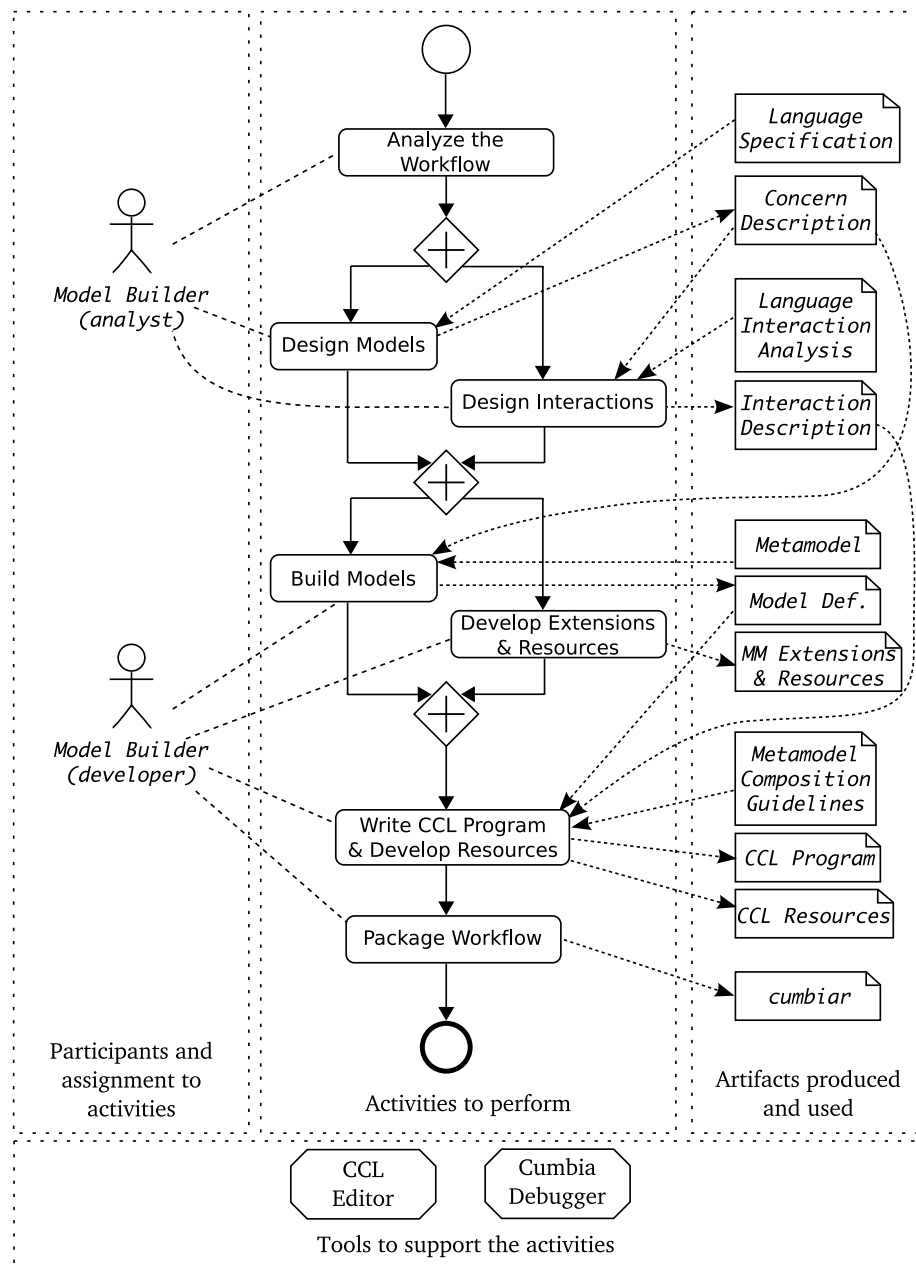 Analyze the
Workflow
Language
Specification
Concern
Description
Model Builder
(analyst)
Language
Interaction
Analysis
Design Models
Design Interactions
Interaction
Description
Metamodel
Build Models
Model Def.
Develop Extensions
& Resources
MM Extensions
& Resources
Model Builder
(developer)
Metamodel
Composition
Guidelines
Write CCL Program
& Develop Resources
CCL Program
CCL Resources
Package Workflow
cumbiar
Participants and
assignment to
activities
Activities to perform
Artifacts produced
and used
CCL
Editor
Cumbia
Debugger
Tools to support the activities